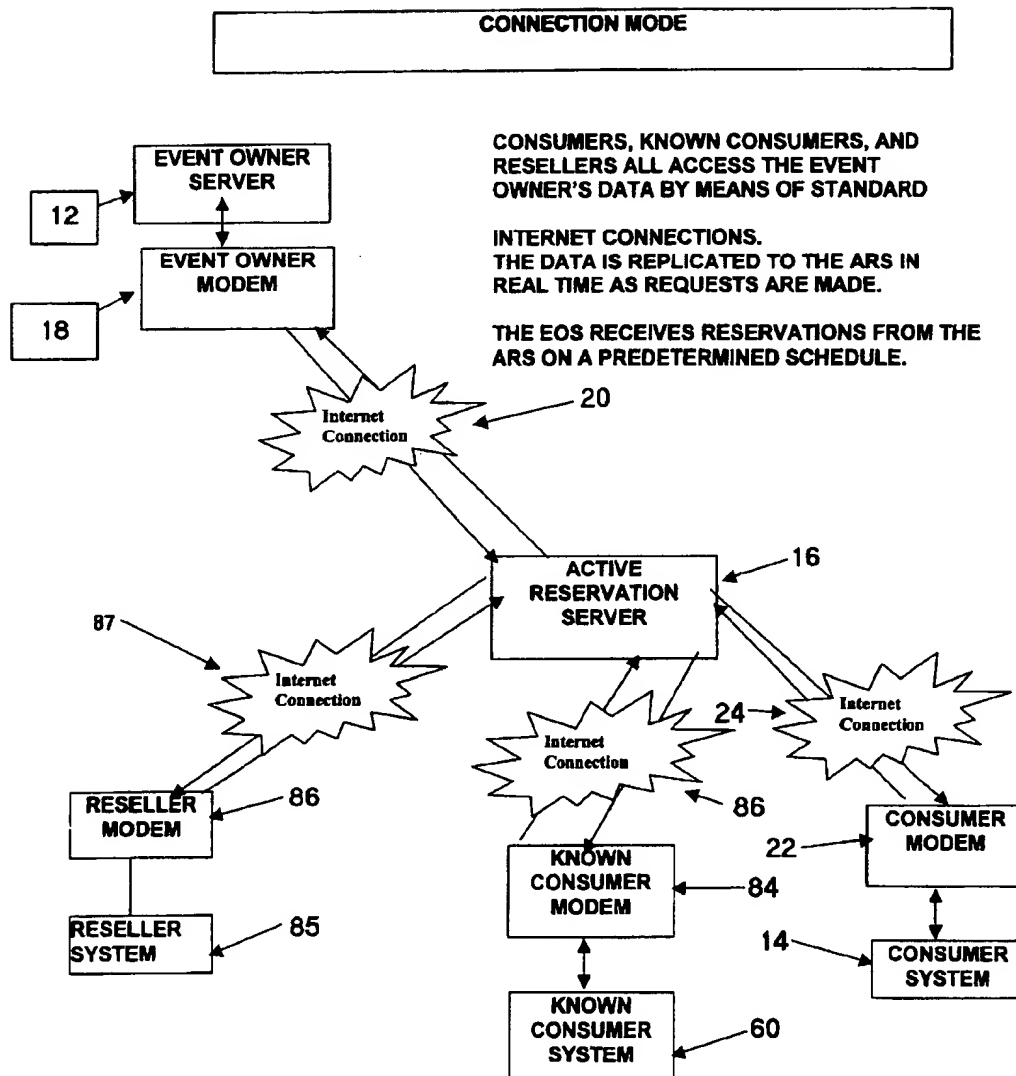 CONNECTION MODE
EVENT OWNER
SERVER
12
EVENT OWNER
MODEM
18
CONSUMERS, KNOWN CONSUMERS, AND
RESELLERS ALL ACCESS THE EVENT
OWNER'S DATA BY MEANS OF STANDARD
INTERNET CONNECTIONS.
THE DATA IS REPLICATED TO THE ARS IN
REAL TIME AS REQUESTS ARE MADE.
THE EOS RECEIVES RESERVATIONS FROM THE
ARS ON A PREDETERMINED SCHEDULE.
Internet
Connection
20
ACTIVE
RESERVATION
SERVER
16
87
Internet
Connection
Internet
Connection
86
24
Internet
Connection
RESELLER
MODEM
86
RESELLER
SYSTEM
85
KNOWN
CONSUMER
MODEM
84
KNOWN
CONSUMER
SYSTEM
60
22
CONSUMER
MODEM
14
CONSUMER
SYSTEM